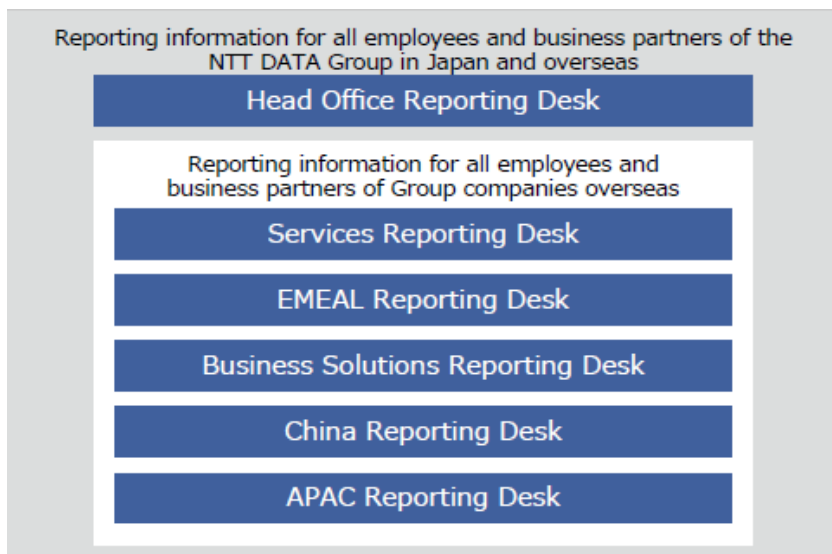 Reporting information for all employees and business partners of the
NTT DATA Group in Japan and overseas
Head Office Reporting Desk
Reporting information for all employees and
business partners of Group companies overseas
Services Reporting Desk
EMEAL Reporting Desk
Business Solutions Reporting Desk
China Reporting Desk
APAC Reporting Desk